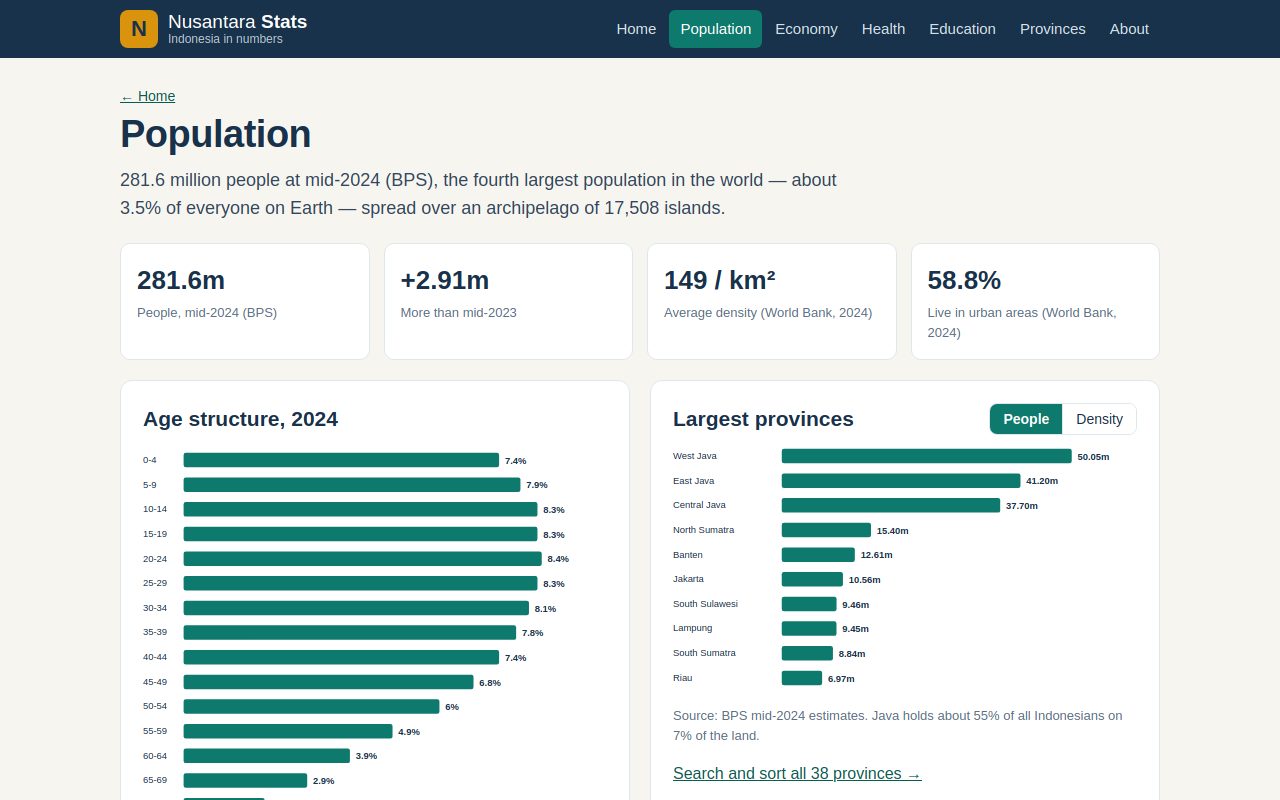 N
Nusantara Stats
Indonesia in numbers
Home
Population
Economy
Health
Education
Provinces
About
← Home
Population
281.6 million people at mid-2024 (BPS), the fourth largest population in the world — about
3.5% of everyone on Earth — spread over an archipelago of 17,508 islands.
281.6m
People, mid-2024 (BPS)
+2.91m
More than mid-2023
149 / km²
Average density (World Bank, 2024)
58.8%
Live in urban areas (World Bank,
2024)
Age structure, 2024
0-4 7.4%
5-9 7.9%
10-14 8.3%
15-19 8.3%
20-24 8.4%
25-29 8.3%
30-34 8.1%
35-39 7.8%
40-44 7.4%
45-49 6.8%
50-54 6%
55-59 4.9%
60-64 3.9%
65-69 2.9%
Largest provinces
People
Density
West Java 50.05m
East Java 41.20m
Central Java 37.70m
North Sumatra 15.40m
Banten 12.61m
Jakarta 10.56m
South Sulawesi 9.46m
Lampung 9.45m
South Sumatra 8.84m
Riau 6.97m
Source: BPS mid-2024 estimates. Java holds about 55% of all Indonesians on
7% of the land.
Search and sort all 38 provinces →